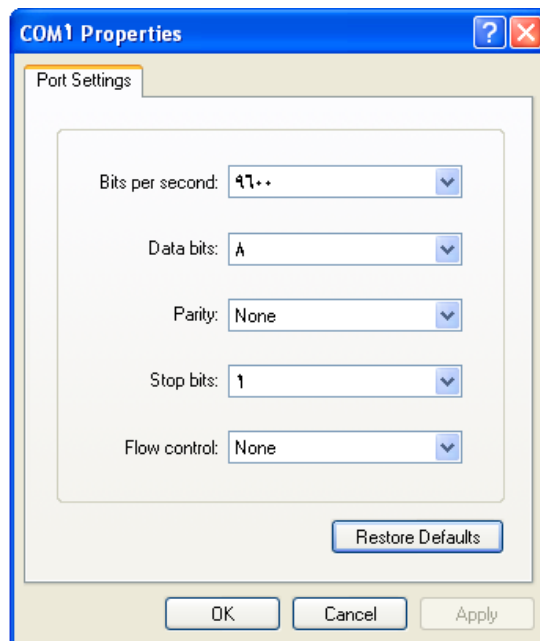 COM١ Properties
Port Settings
Bits per second: ٩٦٠٠
Data bits: ٨
Parity: None
Stop bits: ١
Flow control: None
Restore Defaults
OK Cancel Apply